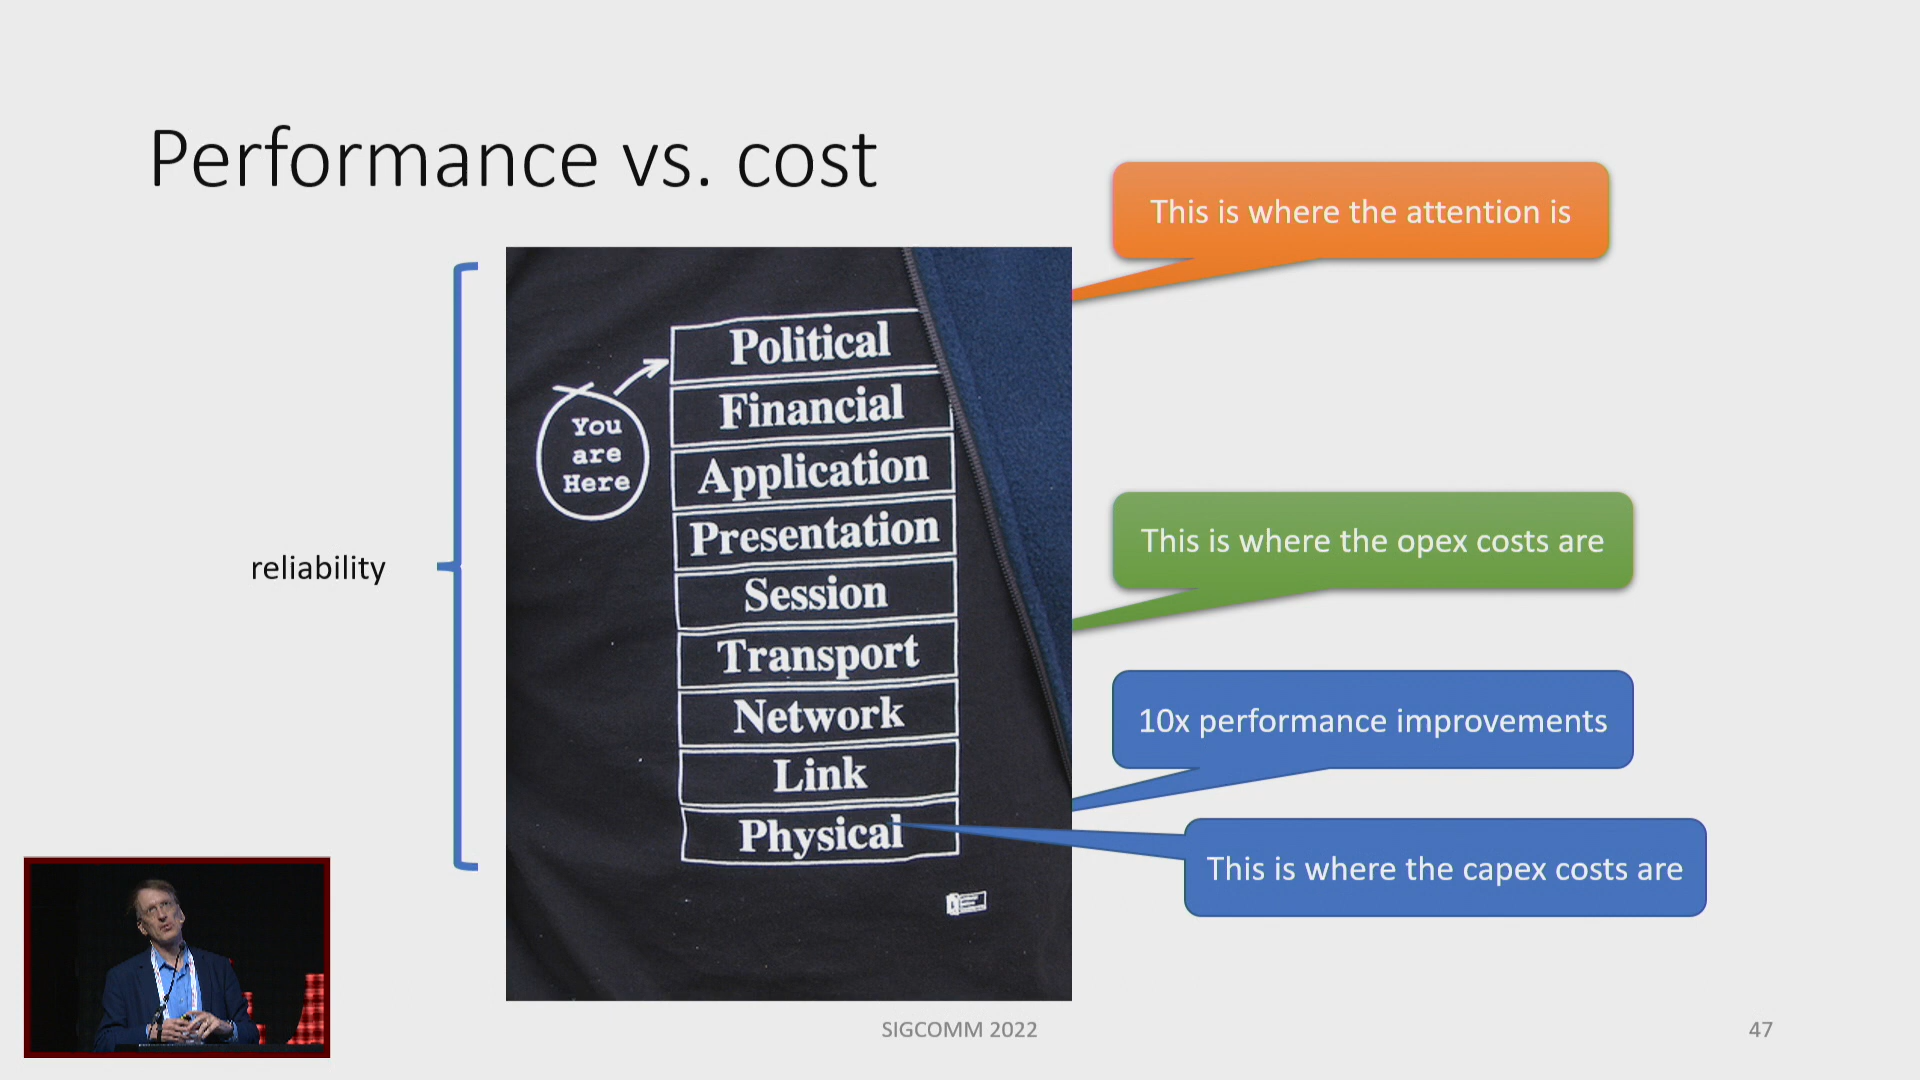 Performance vs. cost
This is where the attention is
Political
Financial
You
are
Here
Application
Presentation
This is where the opex costs are
reliability
Session
Transport
Network
10x performance improvements
Link
Physical
This is where the capex costs are
SIGCOMM 2022
47